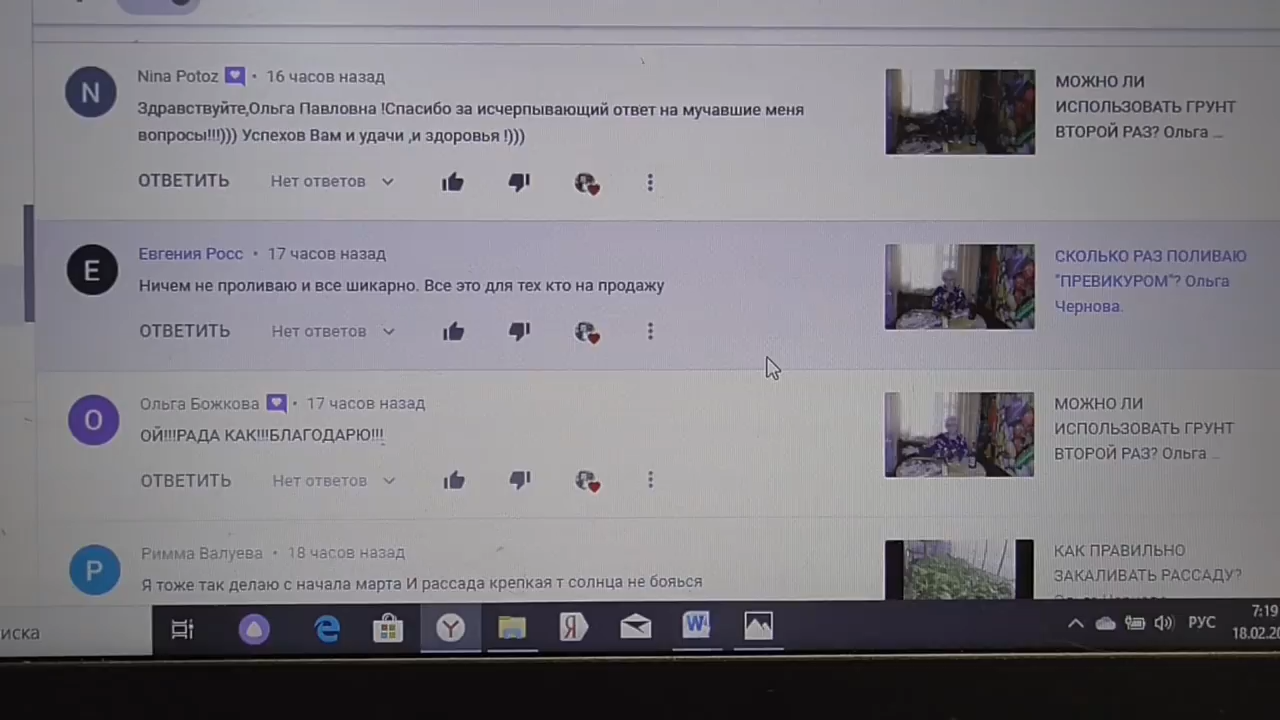 N
Nina Potoz • 16 часов назад
Здравствуйте,Ольга Павловна !Спасибо за исчерпывающий ответ на мучавшие меня
вопросы!!!))) Успехов Вам и удачи ,и здоровья !)))
ОТВЕТИТЬ Нет ответов
МОЖНО ЛИ
ИСПОЛЬЗОВАТЬ ГРУНТ
ВТОРОЙ РАЗ? Ольга ...
E
Евгения Росс • 17 часов назад
Ничем не проливаю и все шикарно. Все это для тех кто на продажу
ОТВЕТИТЬ Нет ответов
СКОЛЬКО РАЗ ПОЛИВАЮ
"ПРЕВИКУРОМ"? Ольга
Чернова.
О
Ольга Божкова • 17 часов назад
ОЙ!!!РАДА КАК!!!БЛАГОДАРЮ!!!
ОТВЕТИТЬ Нет ответов
МОЖНО ЛИ
ИСПОЛЬЗОВАТЬ ГРУНТ
ВТОРОЙ РАЗ? Ольга ...
Р
Римма Валуева • 18 часов назад
Я тоже так делаю с начала марта И рассада крепкая т солнца не бояься
КАК ПРАВИЛЬНО
ЗАКАЛИВАТЬ РАССАДУ?
иска
РУС
7:19
18.02.20